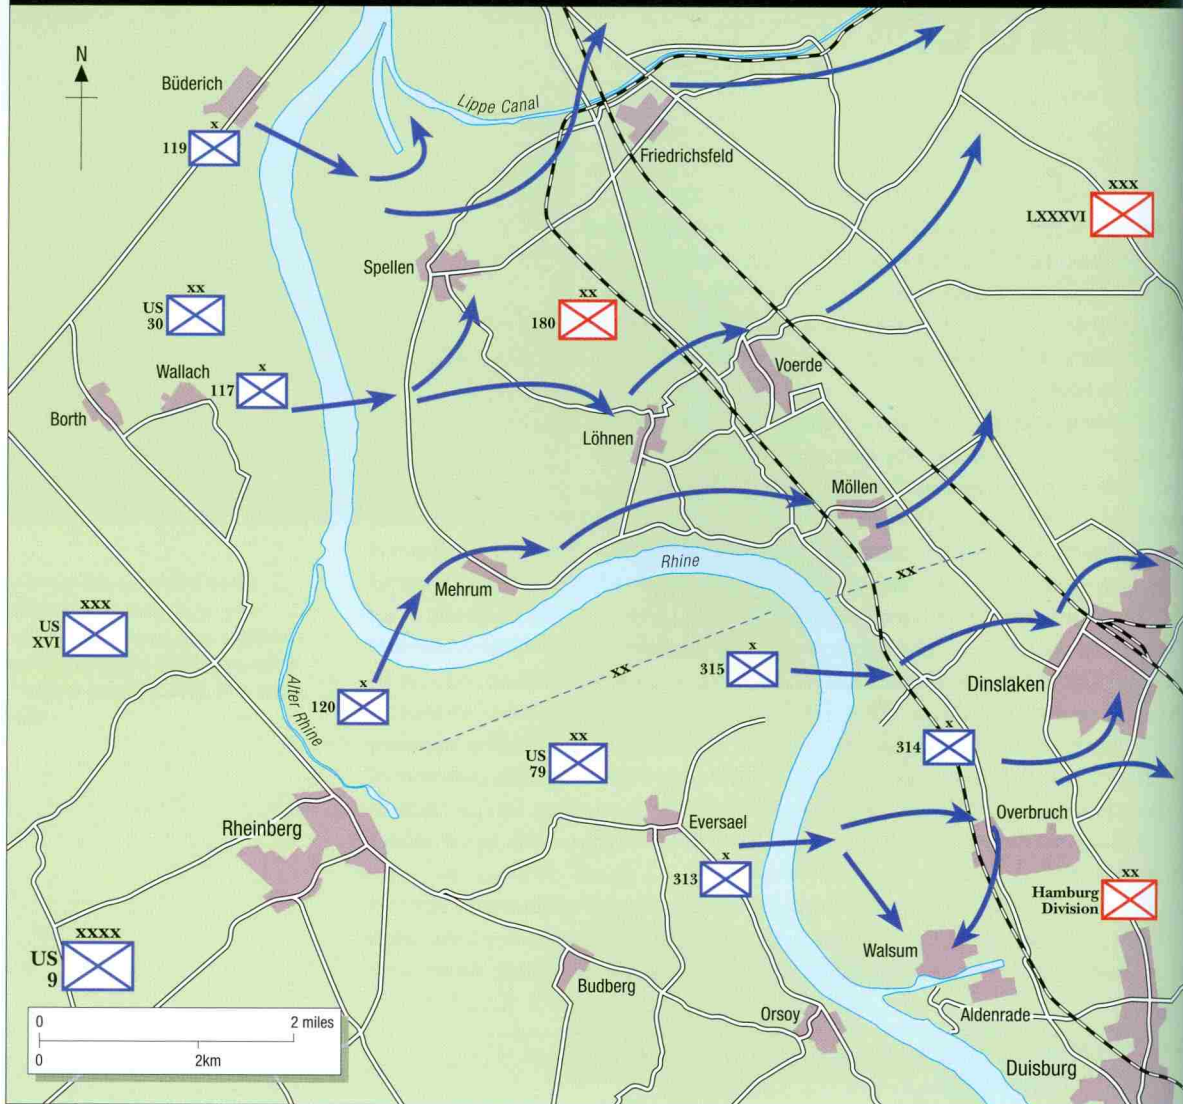 N
Büderich
x
119
Lippe Canal
Friedrichsfeld
xxx
LXXXVI
Spellen
xx
US
30
xx
180
Wallach
x
117
Borth
Voerde
Löhnen
Möllen
Rhine
xx
Mehrum
xxx
US
XVI
xx
x
315
Dinslaken
x
120
Alter Rhine
xx
US
79
x
314
Rheinberg
Eversael
Overbruch
x
313
xx
Hamburg
Division
xxxx
US
9
Walsum
Budberg
Orsoy
Aldenrade
Duisburg
0 2 miles
0 2km